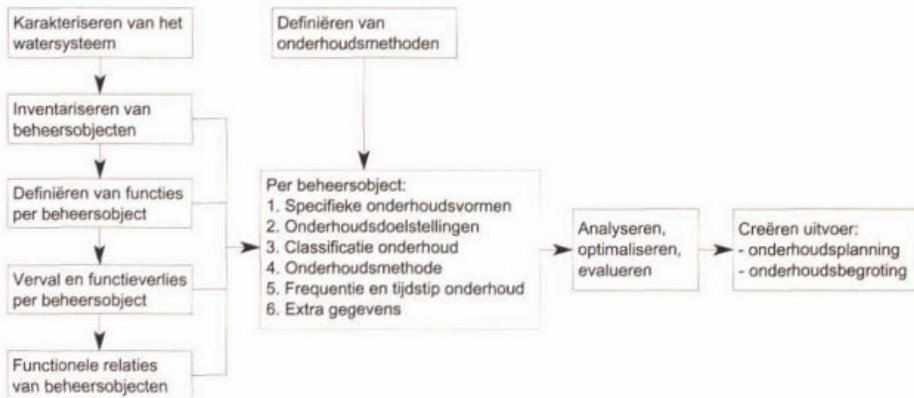 Karakteriseren van het
watersysteem
Inventariseren van
beheersobjecten
Definiëren van functies
per beheersobject
Verval en functieverlies
per beheersobject
Functionele relaties
van beheersobjecten
Definiëren van
onderhoudsmethoden
Per beheersobject:
1. Specifieke onderhoudsvormen
2. Onderhoudsdoelstellingen
3. Classificatie onderhoud
4. Onderhoudsmethode
5. Frequentie en tijdstip onderhoud
6. Extra gegevens
Analyseren,
optimaliseren,
evalueren
Creëren uitvoer:
- onderhoudsplanning
- onderhoudsbegroting